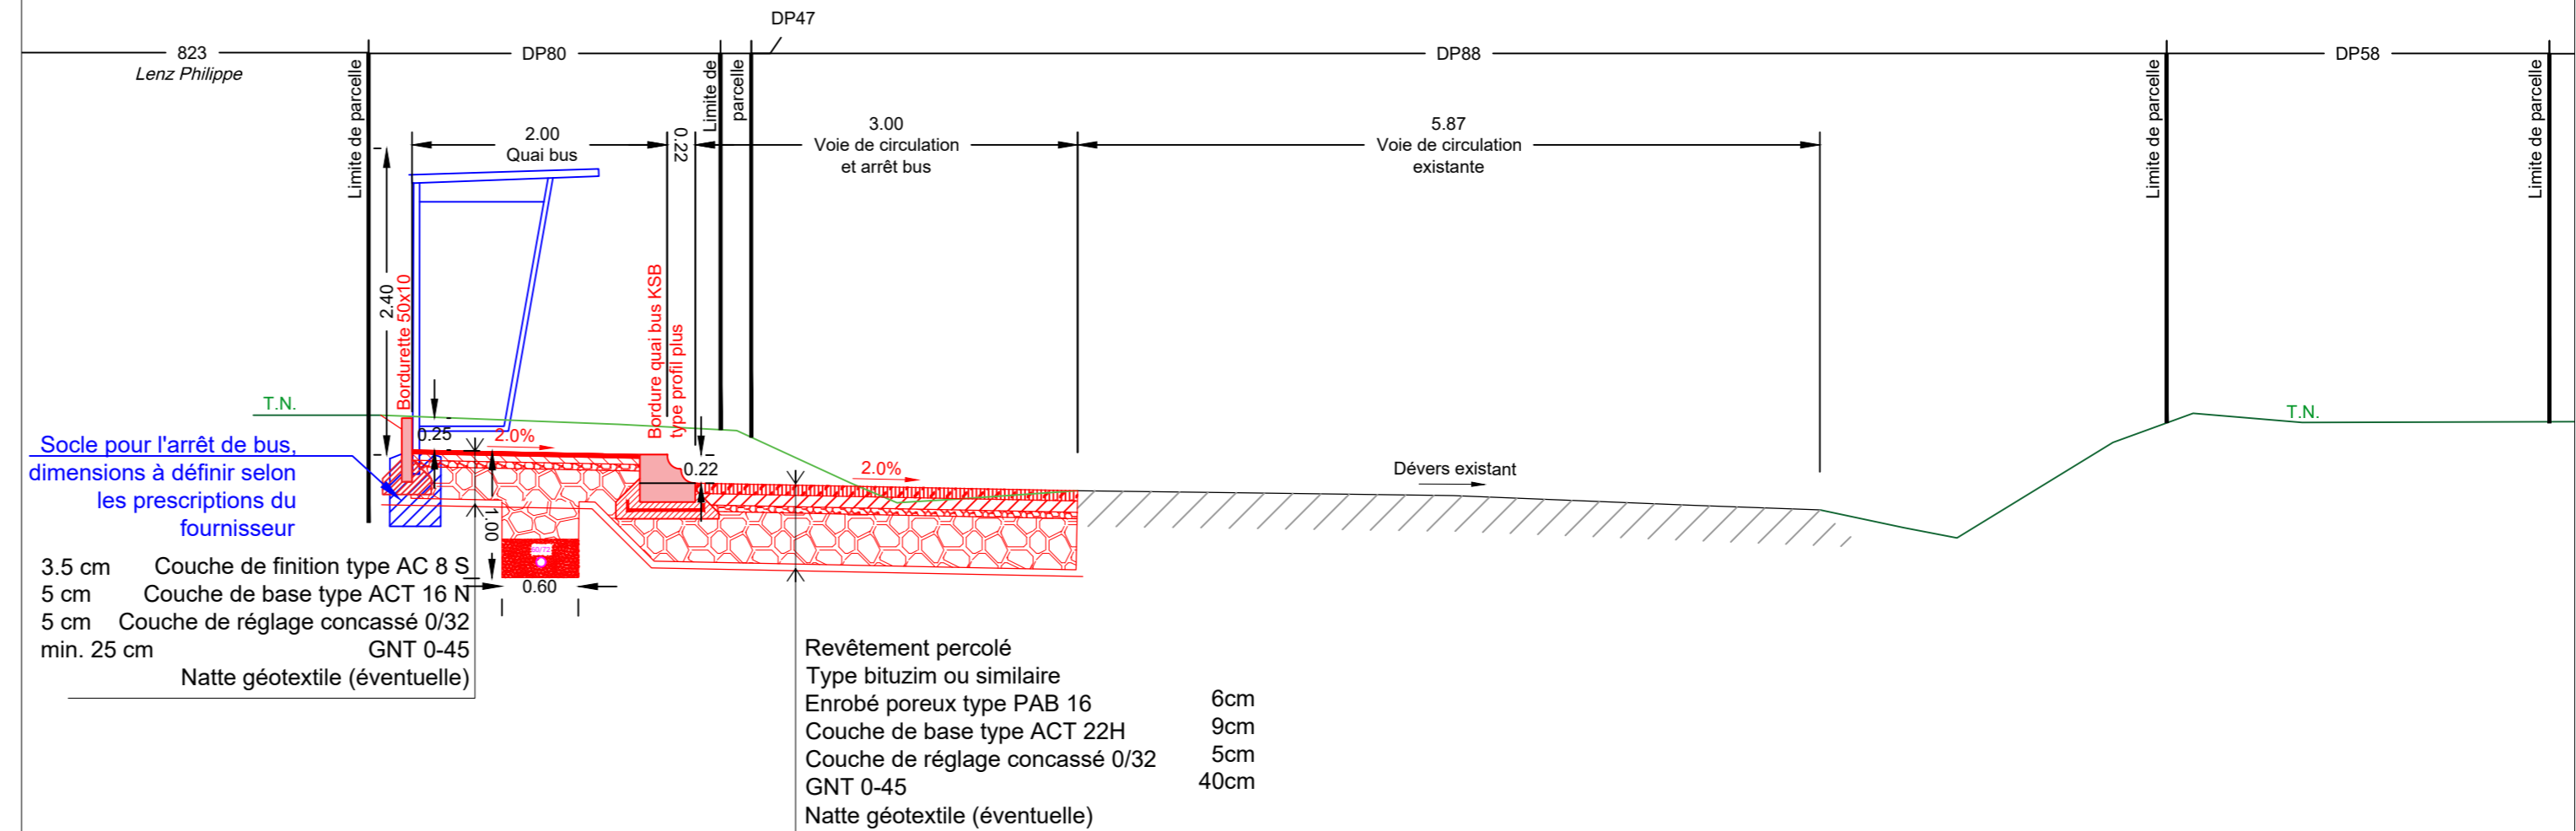 DP47
823
DP80
DP88
DP58
Lenz Philippe
Limite de parcelle
Limite de
parcelle
Limite de parcelle
Limite de parcelle
2.00
Quai bus
0.22
3.00
Voie de circulation
et arrêt bus
5.87
Voie de circulation
existante
2.40
Bordurette 50x10
Bordure quai bus KSB
type profil plus
T.N.
T.N.
0.25
2.0%
0.22
2.0%
Dévers existant
Socle pour l'arrêt de bus,
dimensions à définir selon
les prescriptions du
fournisseur
1.00
60/72
0.60
3.5 cm Couche de finition type AC 8 S
5 cm Couche de base type ACT 16 N
5 cm Couche de réglage concassé 0/32
min. 25 cm GNT 0-45
Natte géotextile (éventuelle)
Revêtement percolé
Type bituzim ou similaire
Enrobé poreux type PAB 16 6cm
Couche de base type ACT 22H 9cm
Couche de réglage concassé 0/32 5cm
GNT 0-45 40cm
Natte géotextile (éventuelle)